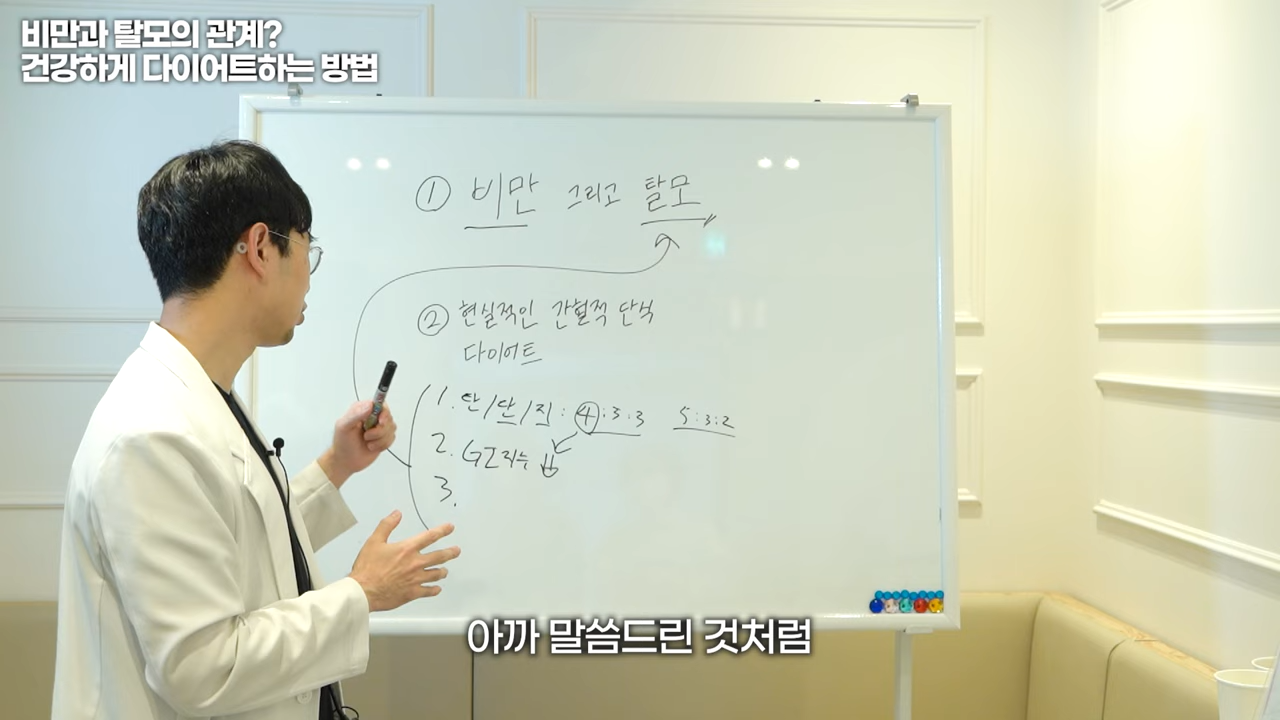 비만과 탈모의 관계?
건강하게 다이어트하는 방법
① 비만 그리고 탈모
② 현실적인 간헐적 단식
다이어트
1. 탄/단/지 : 4:3:3 5:3:2
2. GI지수 ⇓
3.
아까 말씀드린 것처럼